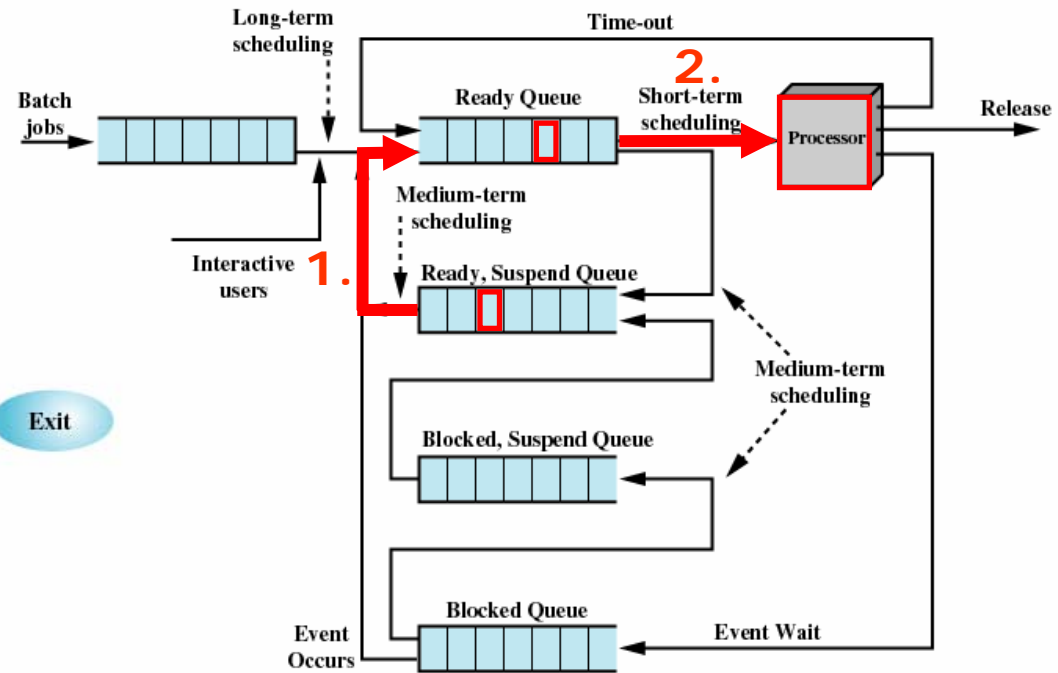 Long-term
scheduling
Time-out
2.
Batch
jobs
Ready Queue
Short-term
scheduling
Processor
Release
Medium-term
scheduling
Interactive
users
1.
Ready, Suspend Queue
Medium-term
scheduling
Exit
Blocked, Suspend Queue
Blocked Queue
Event
Occurs
Event Wait